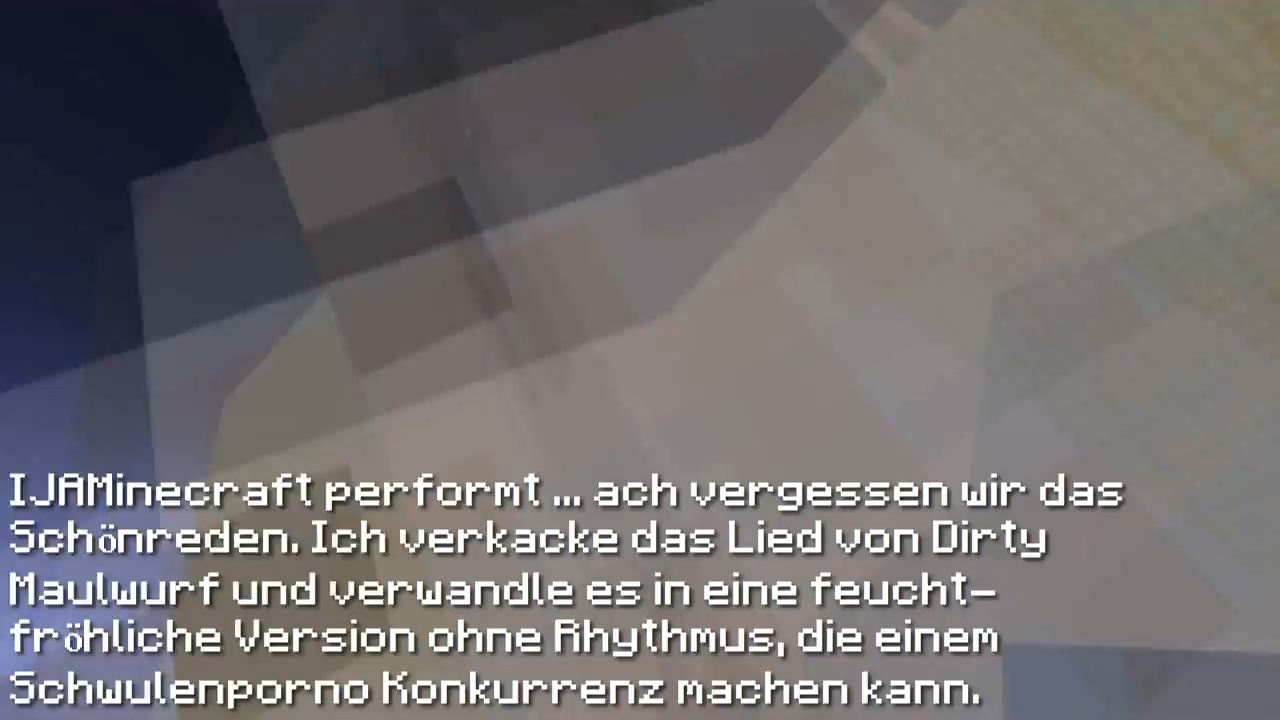 IJAMinecraft performt ... ach vergessen wir das
Schönreden. Ich verkacke das Lied von Dirty
Maulwurf und verwandle es in eine feucht-
fröhliche Version ohne Rhythmus, die einem
Schwulenporno Konkurrenz machen kann.